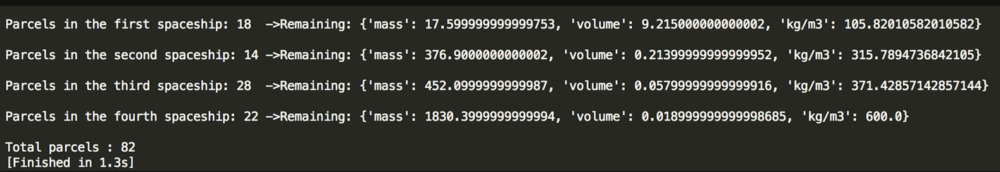 Parcels in the first spaceship: 18  ->Remaining: {'mass': 17.599999999999753, 'volume': 9.215000000000002, 'kg/m3': 105.82010582010582}
Parcels in the second spaceship: 14 ->Remaining: {'mass': 376.9000000000002, 'volume': 0.21399999999999952, 'kg/m3': 315.7894736842105}
Parcels in the third spaceship: 28  ->Remaining: {'mass': 452.0999999999987, 'volume': 0.05799999999999916, 'kg/m3': 371.42857142857144}
Parcels in the fourth spaceship: 22 ->Remaining: {'mass': 1830.3999999999994, 'volume': 0.018999999999998685, 'kg/m3': 600.0}
Total parcels : 82
[Finished in 1.3s]